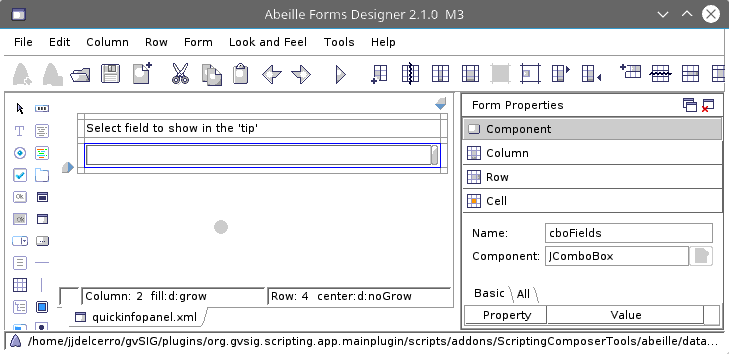 Abeille Forms Designer 2.1.0 M3
File Edit Column Row Form Look and Feel Tools Help
Form Properties
Select field to show in the 'tip'
Component
Column
Row
Cell
Name: cboFields
Component: JComboBox
Basic All
Property Value
Column: 2 fill:d:grow Row: 4 center:d:noGrow
quickinfopanel.xml
/home/jjdelcerro/gvSIG/plugins/org.gvsig.scripting.app.mainplugin/scripts/addons/ScriptingComposerTools/abeille/data...